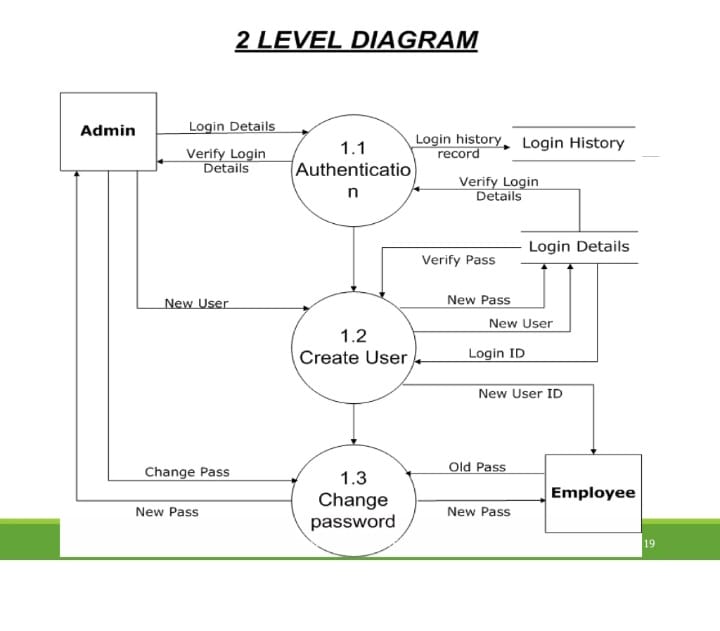 2 LEVEL DIAGRAM
Admin
Login Details
Verify Login
Details
1.1
Authenticatio
n
Login history
record
Login History
Verify Login
Details
Login Details
Verify Pass
New Pass
New User
New User
1.2
Create User
Login ID
New User ID
Change Pass
New Pass
1.3
Change
password
Old Pass
New Pass
Employee
19